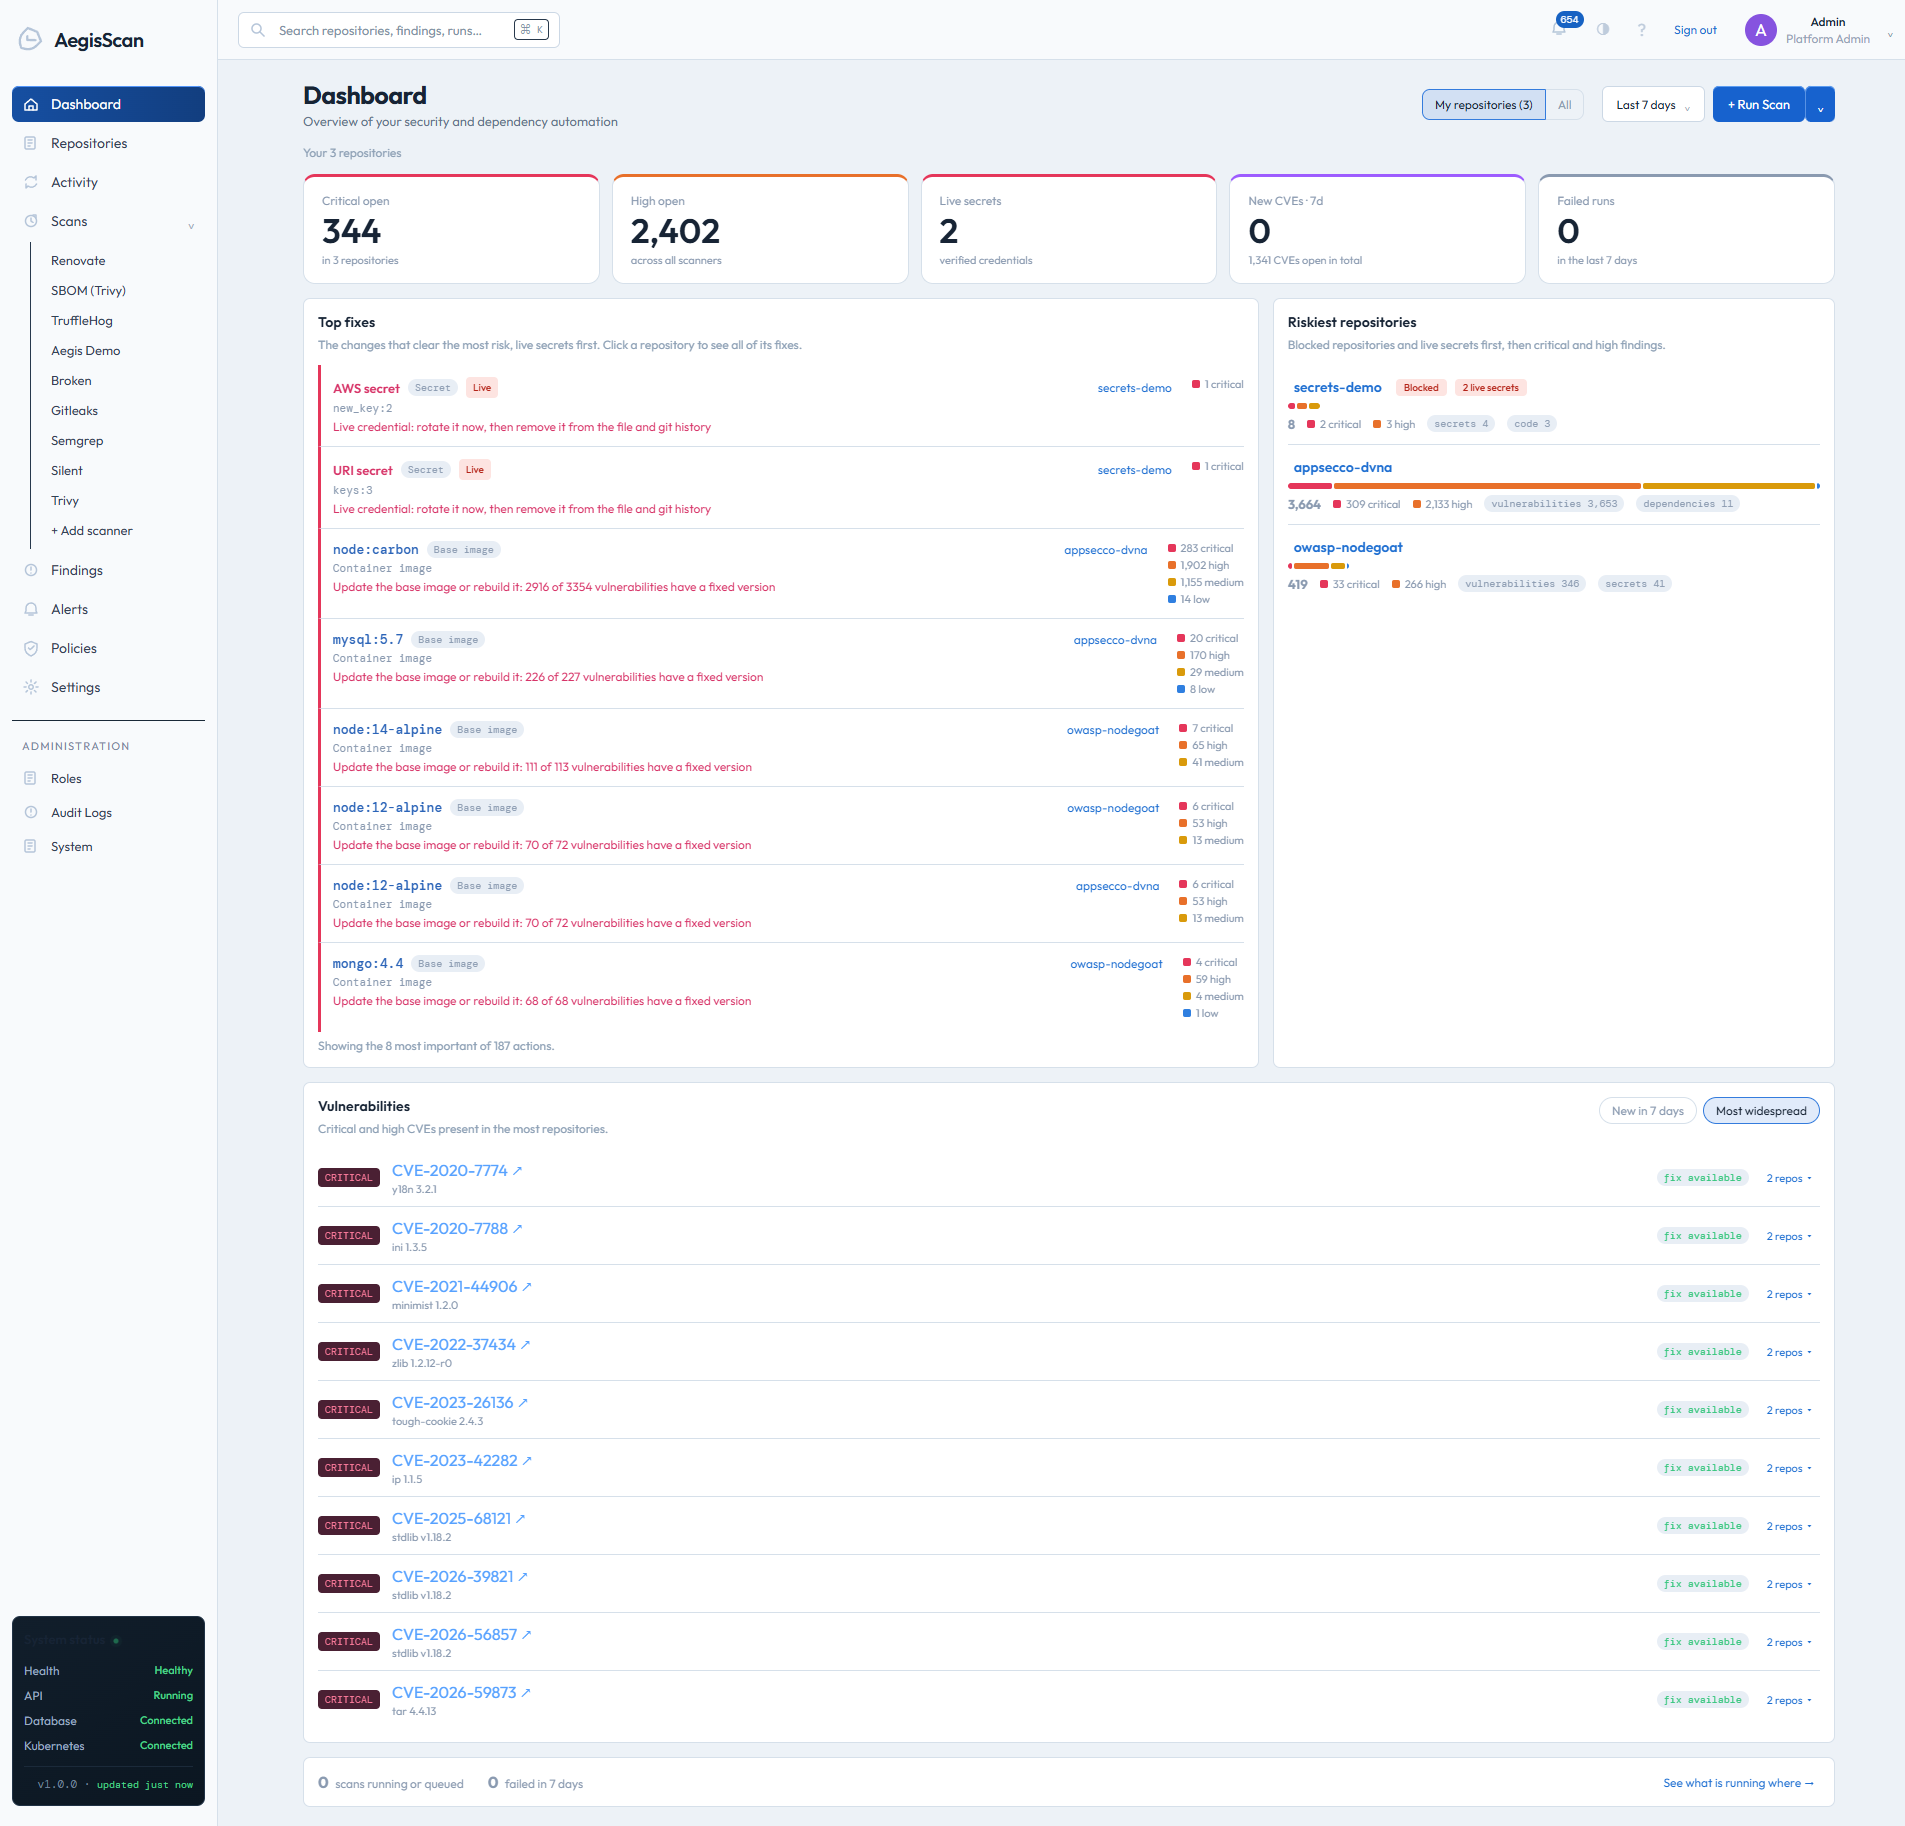 AegisScan
Search repositories, findings, runs...
⌘ K
654
?
Sign out
A
Admin
Platform Admin
Dashboard
Repositories
Activity
Scans
Renovate
SBOM (Trivy)
TruffleHog
Aegis Demo
Broken
Gitleaks
Semgrep
Silent
Trivy
+ Add scanner
Findings
Alerts
Policies
Settings
ADMINISTRATION
Roles
Audit Logs
System
System status
Health Healthy
API Running
Database Connected
Kubernetes Connected
v1.0.0 · updated just now
Dashboard
Overview of your security and dependency automation
My repositories (3) All
Last 7 days
+ Run Scan
Your 3 repositories
Critical open
344
in 3 repositories
High open
2,402
across all scanners
Live secrets
2
verified credentials
New CVEs · 7d
0
1,341 CVEs open in total
Failed runs
0
in the last 7 days
Top fixes
The changes that clear the most risk, live secrets first. Click a repository to see all of its fixes.
AWS secret Secret Live secrets-demo 1 critical
new_key:2
Live credential: rotate it now, then remove it from the file and git history
URI secret Secret Live secrets-demo 1 critical
keys:3
Live credential: rotate it now, then remove it from the file and git history
node:carbon Base image appsecco-dvna 283 critical
Container image 1,902 high
Update the base image or rebuild it: 2916 of 3354 vulnerabilities have a fixed version 1,155 medium
14 low
mysql:5.7 Base image appsecco-dvna 20 critical
Container image 170 high
Update the base image or rebuild it: 226 of 227 vulnerabilities have a fixed version 29 medium
8 low
node:14-alpine Base image owasp-nodegoat 7 critical
Container image 65 high
Update the base image or rebuild it: 111 of 113 vulnerabilities have a fixed version 41 medium
node:12-alpine Base image owasp-nodegoat 6 critical
Container image 53 high
Update the base image or rebuild it: 70 of 72 vulnerabilities have a fixed version 13 medium
node:12-alpine Base image appsecco-dvna 6 critical
Container image 53 high
Update the base image or rebuild it: 70 of 72 vulnerabilities have a fixed version 13 medium
mongo:4.4 Base image owasp-nodegoat 4 critical
Container image 59 high
Update the base image or rebuild it: 68 of 68 vulnerabilities have a fixed version 4 medium
1 low
Showing the 8 most important of 187 actions.
Riskiest repositories
Blocked repositories and live secrets first, then critical and high findings.
secrets-demo Blocked 2 live secrets
8 2 critical 3 high secrets 4 code 3
appsecco-dvna
3,664 309 critical 2,133 high vulnerabilities 3,653 dependencies 11
owasp-nodegoat
419 33 critical 266 high vulnerabilities 346 secrets 41
Vulnerabilities
Critical and high CVEs present in the most repositories.
New in 7 days Most widespread
CRITICAL CVE-2020-7774 ↗ fix available 2 repos
y18n 3.2.1
CRITICAL CVE-2020-7788 ↗ fix available 2 repos
ini 1.3.5
CRITICAL CVE-2021-44906 ↗ fix available 2 repos
minimist 1.2.0
CRITICAL CVE-2022-37434 ↗ fix available 2 repos
zlib 1.2.12-r0
CRITICAL CVE-2023-26136 ↗ fix available 2 repos
tough-cookie 2.4.3
CRITICAL CVE-2023-42282 ↗ fix available 2 repos
ip 1.1.5
CRITICAL CVE-2025-68121 ↗ fix available 2 repos
stdlib v1.18.2
CRITICAL CVE-2026-39821 ↗ fix available 2 repos
stdlib v1.18.2
CRITICAL CVE-2026-56857 ↗ fix available 2 repos
stdlib v1.18.2
CRITICAL CVE-2026-59873 ↗ fix available 2 repos
tar 4.4.13
0 scans running or queued 0 failed in 7 days
See what is running where →